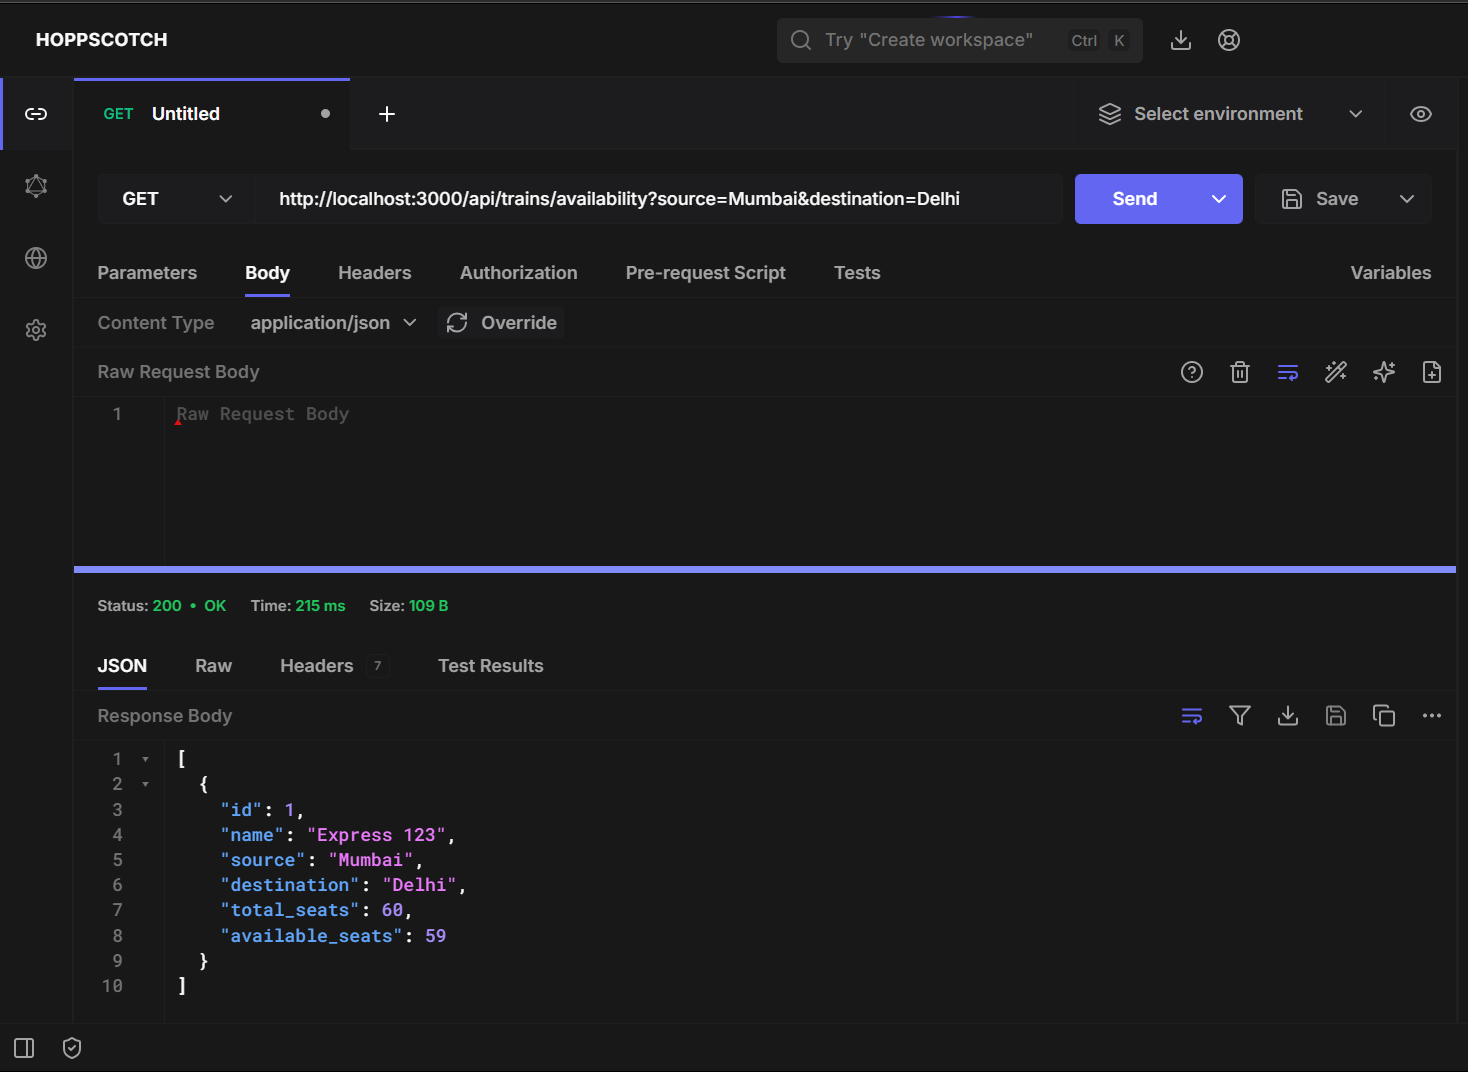 HOPPSCOTCH
Try "Create workspace" Ctrl K
GET Untitled
Select environment
GET http://localhost:3000/api/trains/availability?source=Mumbai&destination=Delhi Send Save
Parameters Body Headers Authorization Pre-request Script Tests Variables
Content Type application/json Override
Raw Request Body
1 Raw Request Body
Status: 200 • OK Time: 215 ms Size: 109 B
JSON Raw Headers 7 Test Results
Response Body
1 [
2 {
3 "id": 1,
4 "name": "Express 123",
5 "source": "Mumbai",
6 "destination": "Delhi",
7 "total_seats": 60,
8 "available_seats": 59
9 }
10 ]